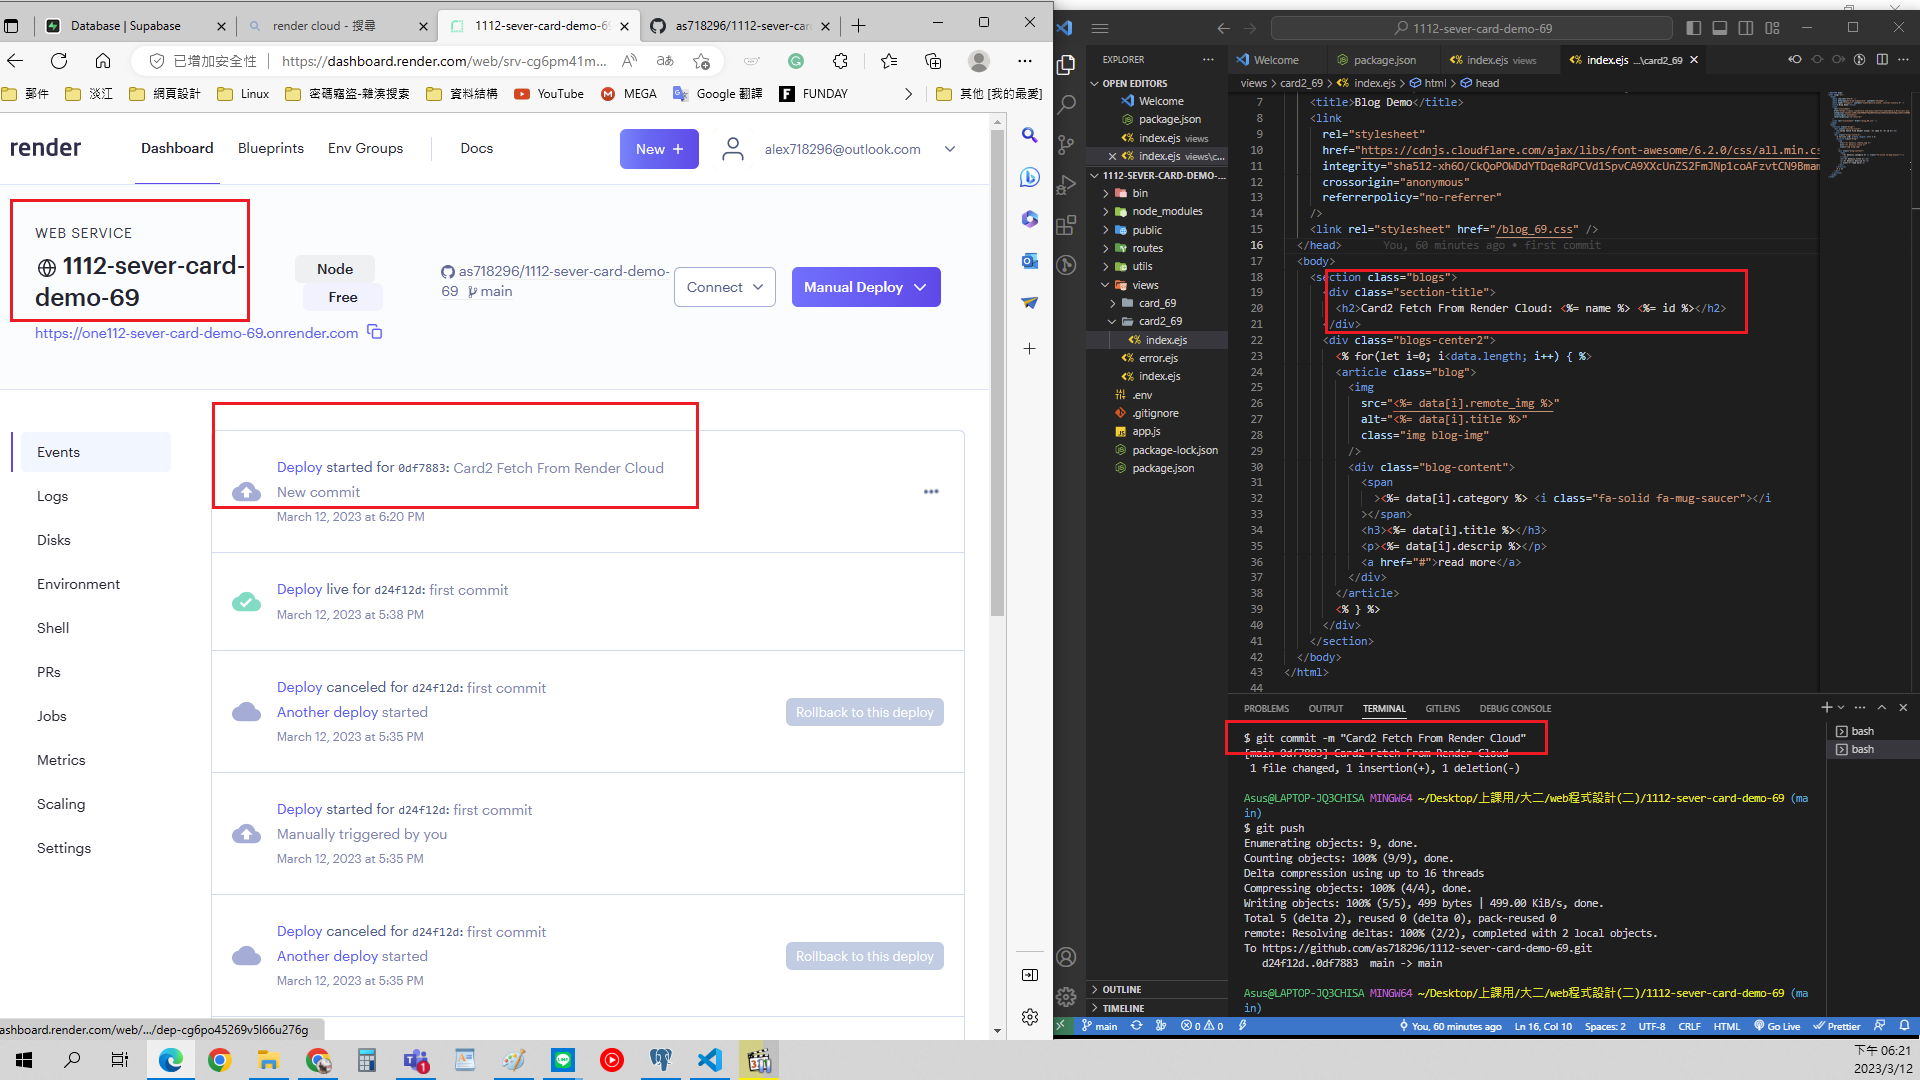 Database | Supabase
render cloud - 搜尋
1112-sever-card-demo-69
as718296/1112-sever-card
已增加安全性
https://dashboard.render.com/web/srv-cg6pm41m...
郵件
淡江
網頁設計
Linux
密碼竊盜-雜湊搜索
資料結構
YouTube
MEGA
Google 翻譯
FUNDAY
其他 [我的最愛]
render
Dashboard
Blueprints
Env Groups
Docs
New +
alex718296@outlook.com
WEB SERVICE
1112-sever-card-
demo-69
Node
Free
as718296/1112-sever-card-demo-
69 main
Connect
Manual Deploy
https://one112-sever-card-demo-69.onrender.com
Events
Logs
Disks
Environment
Shell
PRs
Jobs
Metrics
Scaling
Settings
Deploy started for 0df7883: Card2 Fetch From Render Cloud
New commit
March 12, 2023 at 6:20 PM
Deploy live for d24f12d: first commit
March 12, 2023 at 5:38 PM
Deploy canceled for d24f12d: first commit
Another deploy started
March 12, 2023 at 5:35 PM
Rollback to this deploy
Deploy started for d24f12d: first commit
Manually triggered by you
March 12, 2023 at 5:35 PM
Deploy canceled for d24f12d: first commit
Another deploy started
March 12, 2023 at 5:35 PM
Rollback to this deploy
ashboard.render.com/web/.../dep-cg6po45269v5l66u276g
1112-sever-card-demo-69
EXPLORER
OPEN EDITORS
Welcome
package.json
index.ejs views
index.ejs views\c...
1112-SEVER-CARD-DEMO-...
bin
node_modules
public
routes
utils
views
card_69
card2_69
index.ejs
error.ejs
index.ejs
.env
.gitignore
app.js
package-lock.json
package.json
OUTLINE
TIMELINE
Welcome
package.json
index.ejs views
index.ejs ...\card2_69
views > card2_69 > index.ejs > html > head
7 <title>Blog Demo</title>
8 <link
9 rel="stylesheet"
10 href="https://cdnjs.cloudflare.com/ajax/libs/font-awesome/6.2.0/css/all.min.cs
11 integrity="sha512-xh6O/CkQoPOWDdYTDqeRdPCVd1SpvCA9XXcUnZS2FmJNp1coAFzvtCN9Bmam
12 crossorigin="anonymous"
13 referrerpolicy="no-referrer"
14 />
15 <link rel="stylesheet" href="/blog_69.css" />
16 </head> You, 60 minutes ago • first commit
17 <body>
18 <section class="blogs">
19 <div class="section-title">
20 <h2>Card2 Fetch From Render Cloud: <%= name %> <%= id %></h2>
21 </div>
22 <div class="blogs-center2">
23 <% for(let i=0; i<data.length; i++) { %>
24 <article class="blog">
25 <img
26 src="<%= data[i].remote_img %>"
27 alt="<%= data[i].title %>"
28 class="img blog-img"
29 />
30 <div class="blog-content">
31 <span
32 ><%= data[i].category %> <i class="fa-solid fa-mug-saucer"></i
33 ></span>
34 <h3><%= data[i].title %></h3>
35 <p><%= data[i].descrip %></p>
36 <a href="#">read more</a>
37 </div>
38 </article>
39 <% } %>
40 </div>
41 </section>
42 </body>
43 </html>
44
PROBLEMS
OUTPUT
TERMINAL
GITLENS
DEBUG CONSOLE
bash
bash
$ git commit -m "Card2 Fetch From Render Cloud"
[main 0df7883] Card2 Fetch From Render Cloud
1 file changed, 1 insertion(+), 1 deletion(-)
Asus@LAPTOP-JQ3CHISA MINGW64 ~/Desktop/上課用/大二/web程式設計(二)/1112-sever-card-demo-69 (ma
in)
$ git push
Enumerating objects: 9, done.
Counting objects: 100% (9/9), done.
Delta compression using up to 16 threads
Compressing objects: 100% (4/4), done.
Writing objects: 100% (5/5), 499 bytes | 499.00 KiB/s, done.
Total 5 (delta 2), reused 0 (delta 0), pack-reused 0
remote: Resolving deltas: 100% (2/2), completed with 2 local objects.
To https://github.com/as718296/1112-sever-card-demo-69.git
d24f12d..0df7883 main -> main
Asus@LAPTOP-JQ3CHISA MINGW64 ~/Desktop/上課用/大二/web程式設計(二)/1112-sever-card-demo-69 (ma
in)
main
0 0
You, 60 minutes ago
Ln 16, Col 10
Spaces: 2
UTF-8
CRLF
HTML
Go Live
Prettier
下午 06:21
2023/3/12